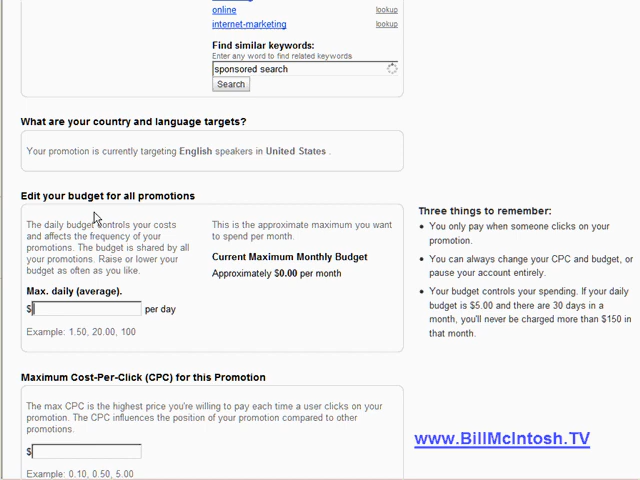 online lookup
internet-marketing lookup
Find similar keywords:
Enter any word to find related keywords
sponsored search
Search
What are your country and language targets?
Your promotion is currently targeting English speakers in United States .
Edit your budget for all promotions
The daily budget controls your costs
and affects the frequency of your
promotions. The budget is shared by all
your promotions. Raise or lower your
budget as often as you like.
Max. daily (average).
$ per day
Example: 1.50, 20.00, 100
This is the approximate maximum you want
to spend per month.
Current Maximum Monthly Budget
Approximately $0.00 per month
Three things to remember:
You only pay when someone clicks on your
promotion.
You can always change your CPC and budget, or
pause your account entirely.
Your budget controls your spending. If your daily
budget is $5.00 and there are 30 days in a
month, you'll never be charged more than $150 in
that month.
Maximum Cost-Per-Click (CPC) for this Promotion
The max CPC is the highest price you're willing to pay each time a user clicks on your
promotion. The CPC influences the position of your promotion compared to other
promotions.
$
Example: 0.10, 0.50, 5.00
www.BillMcIntosh.TV